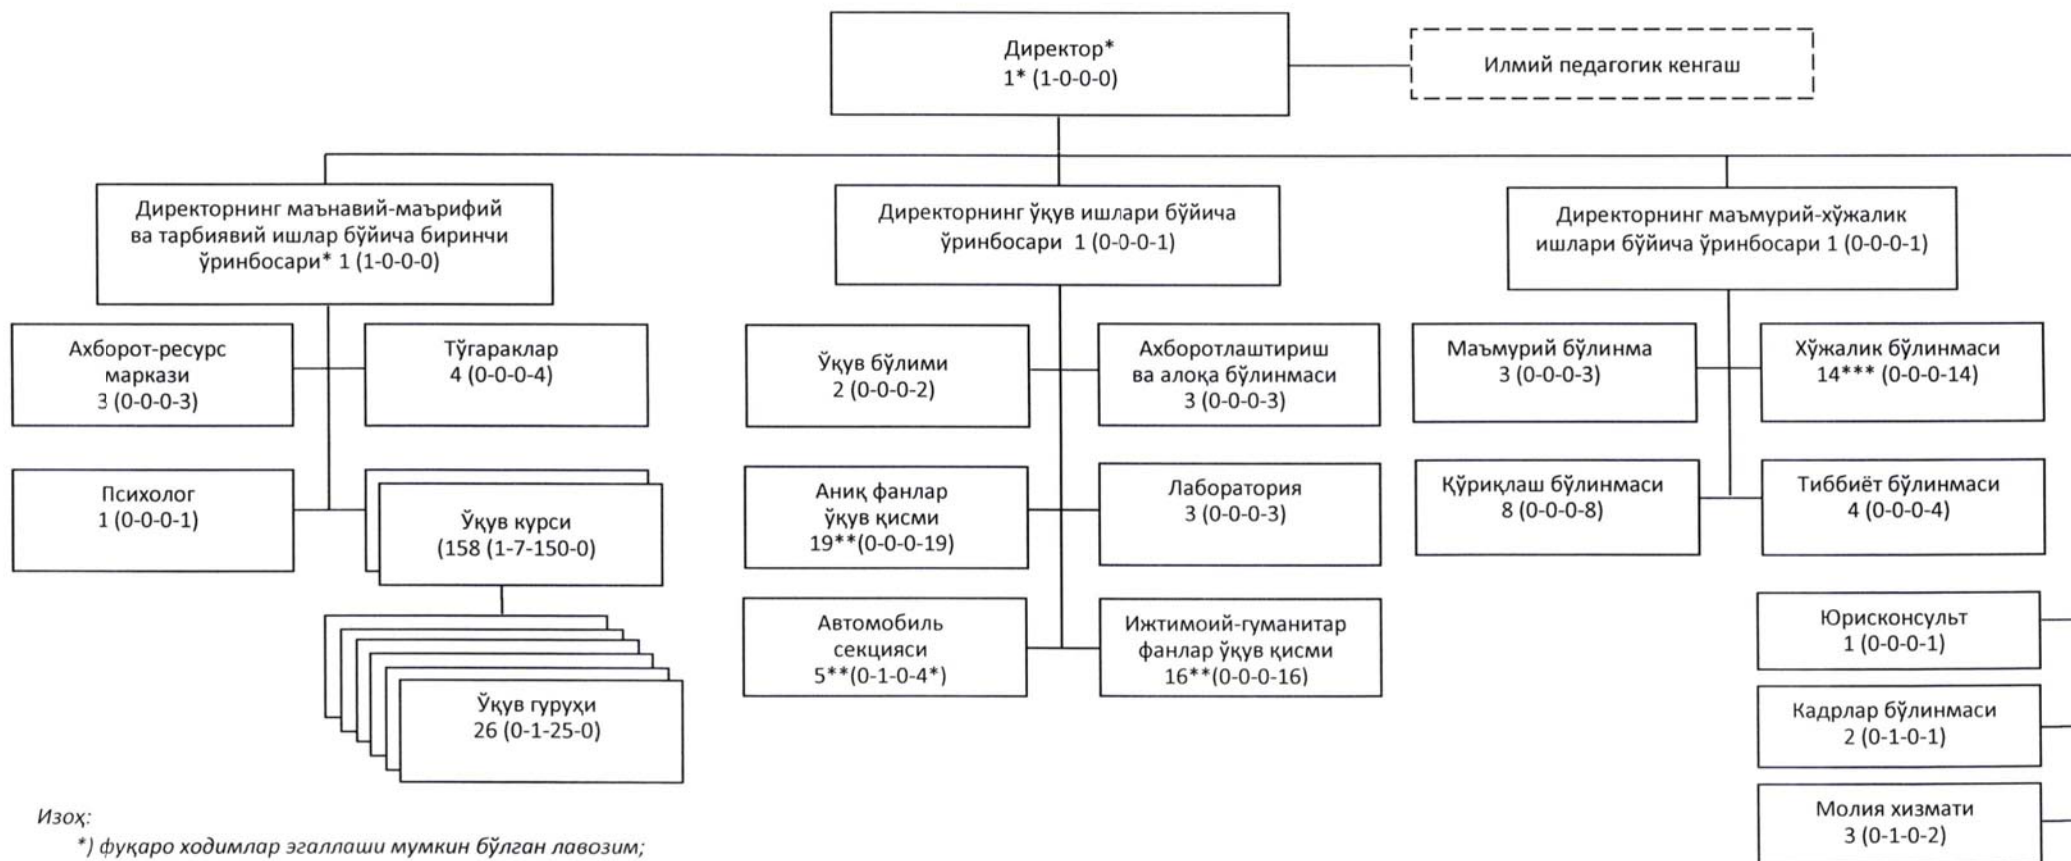 Директор*
1* (1-0-0-0)
Илмий педагогик кенгаш
Директорнинг маънавий-маърифий
ва тарбиявий ишлар бўйича биринчи
ўринбосари* 1 (1-0-0-0)
Директорнинг ўқув ишлари бўйича
ўринбосари 1 (0-0-0-1)
Директорнинг маъмурий-хўжалик
ишлари бўйича ўринбосари 1 (0-0-0-1)
Ахборот-ресурс
маркази
3 (0-0-0-3)
Тўгараклар
4 (0-0-0-4)
Психолог
1 (0-0-0-1)
Ўқув курси
(158 (1-7-150-0)
Ўқув гуруҳи
26 (0-1-25-0)
Ўқув бўлими
2 (0-0-0-2)
Ахборотлаштириш
ва алоқа бўлинмаси
3 (0-0-0-3)
Аниқ фанлар
ўқув қисми
19**(0-0-0-19)
Лаборатория
3 (0-0-0-3)
Автомобиль
секцияси
5**(0-1-0-4*)
Ижтимоий-гуманитар
фанлар ўқув қисми
16**(0-0-0-16)
Маъмурий бўлинма
3 (0-0-0-3)
Хўжалик бўлинмаси
14*** (0-0-0-14)
Қўриқлаш бўлинмаси
8 (0-0-0-8)
Тиббиёт бўлинмаси
4 (0-0-0-4)
Юрисконсульт
1 (0-0-0-1)
Кадрлар бўлинмаси
2 (0-1-0-1)
Молия хизмати
3 (0-1-0-2)
Изоҳ:
*) фуқаро ходимлар эгаллаши мумкин бўлган лавозим;